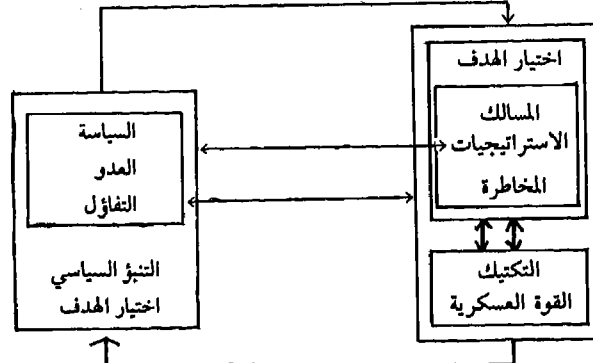 اختيار الهدف
المسالك
الاستراتيجيات
المخاطرة
التكتيك
القوة العسكرية
السياسة
العدو
التفاؤل
التنبؤ السياسي
اختيار الهدف